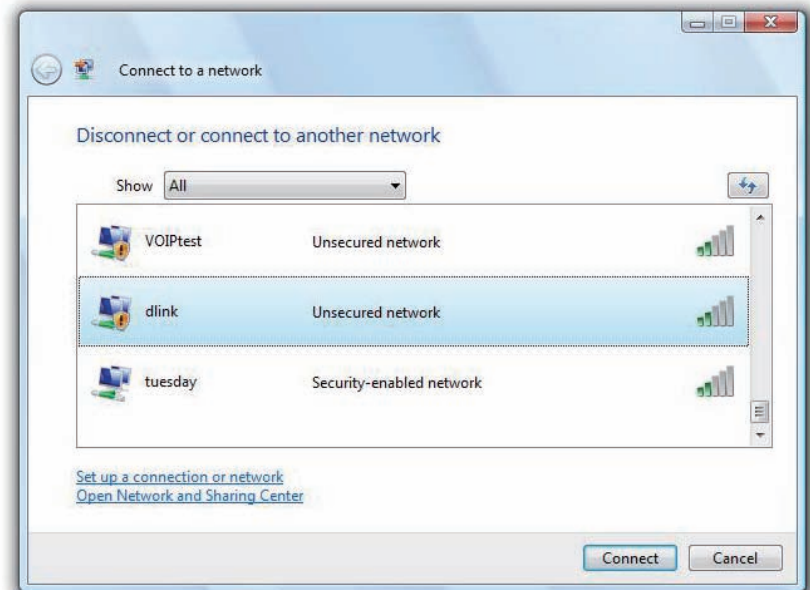 Connect to a network
Disconnect or connect to another network
Show All
VOIPtest Unsecured network
dlink Unsecured network
tuesday Security-enabled network
Set up a connection or network
Open Network and Sharing Center
Connect Cancel